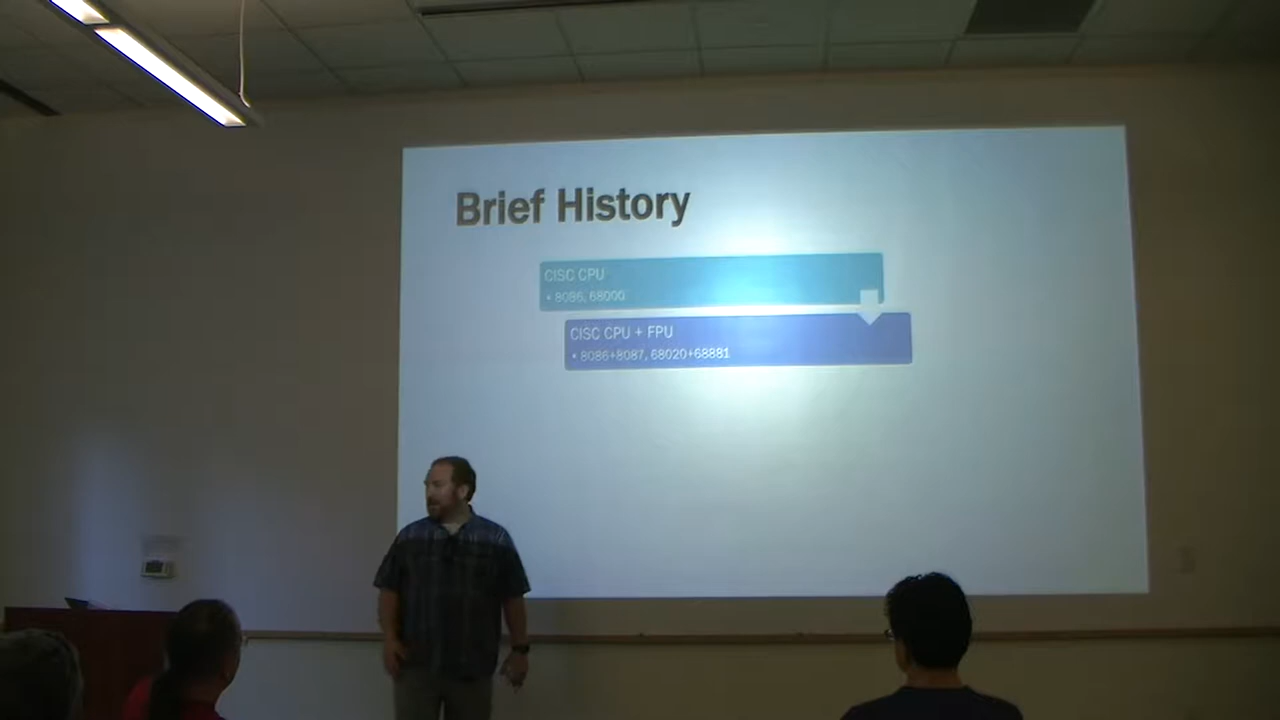 Brief History
CISC CPU
• 8086, 68000
CISC CPU + FPU
• 8086+8087, 68020+68881